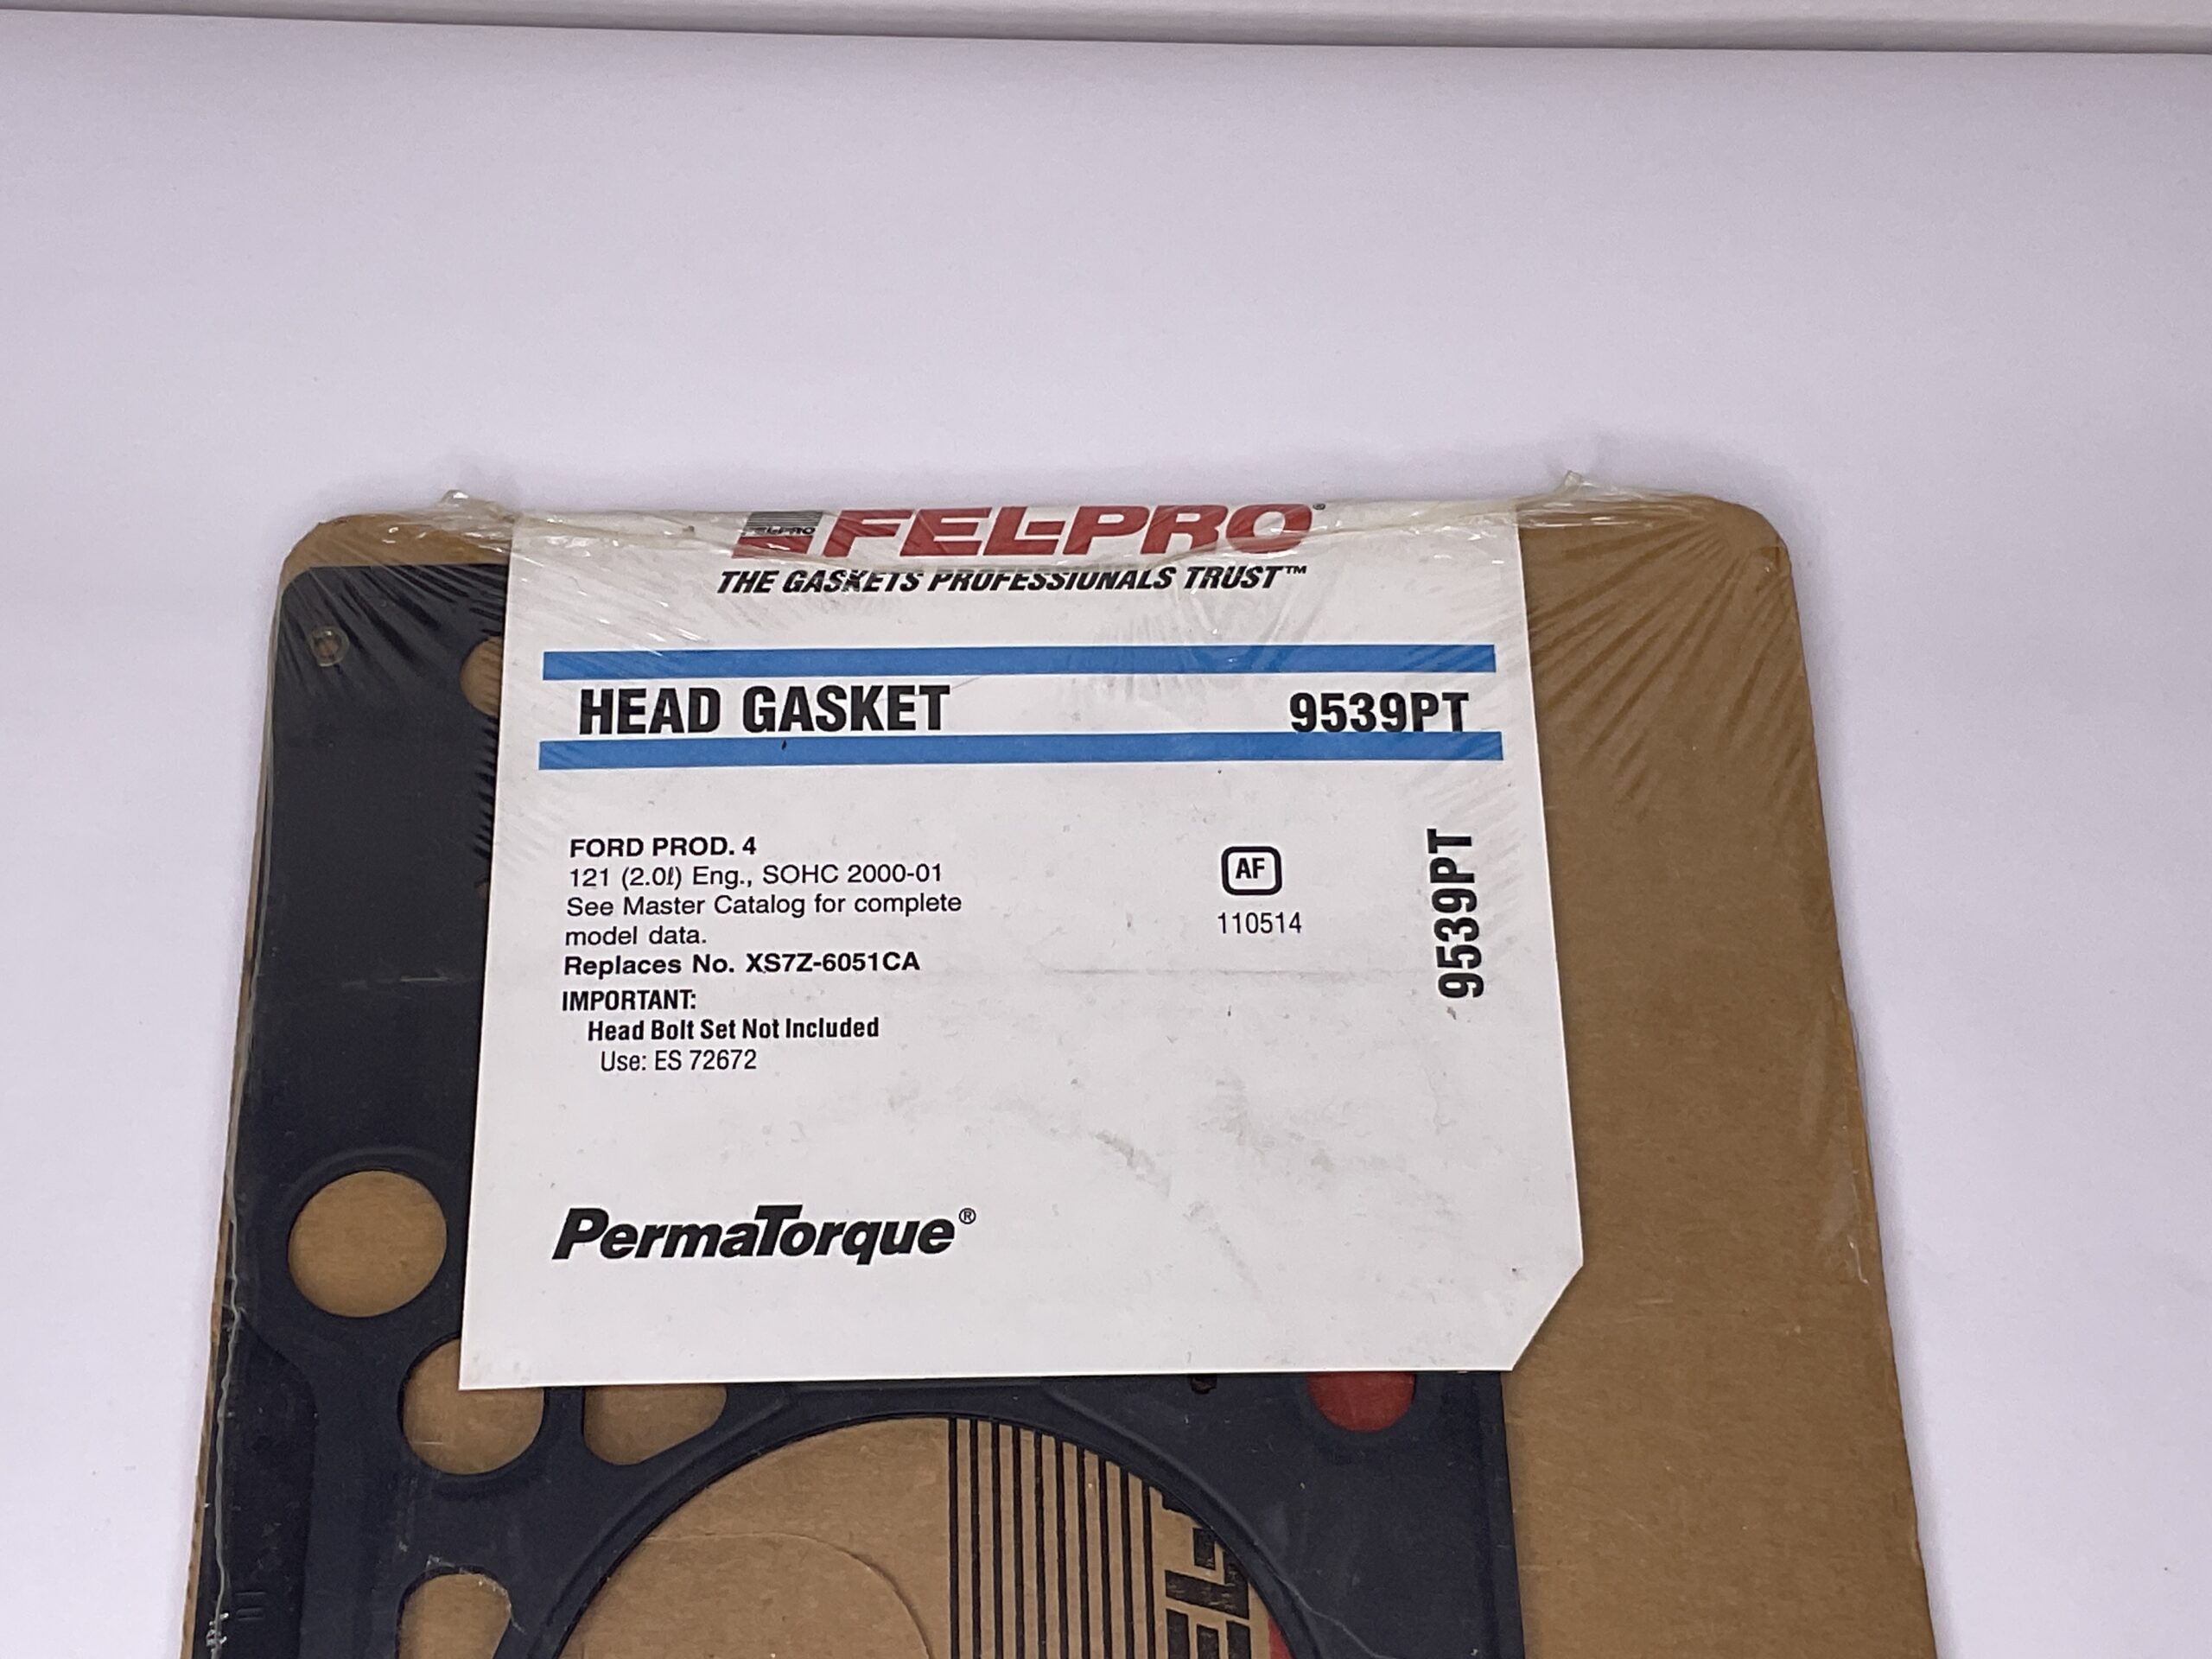 FEL-PRO
FEL-PRO®
THE GASKETS PROFESSIONALS TRUST™
HEAD GASKET 9539PT
FORD PROD. 4
121 (2.0ℓ) Eng., SOHC 2000-01
See Master Catalog for complete
model data.
Replaces No. XS7Z-6051CA
IMPORTANT:
Head Bolt Set Not Included
Use: ES 72672
AF
110514
9539PT
PermaTorque®